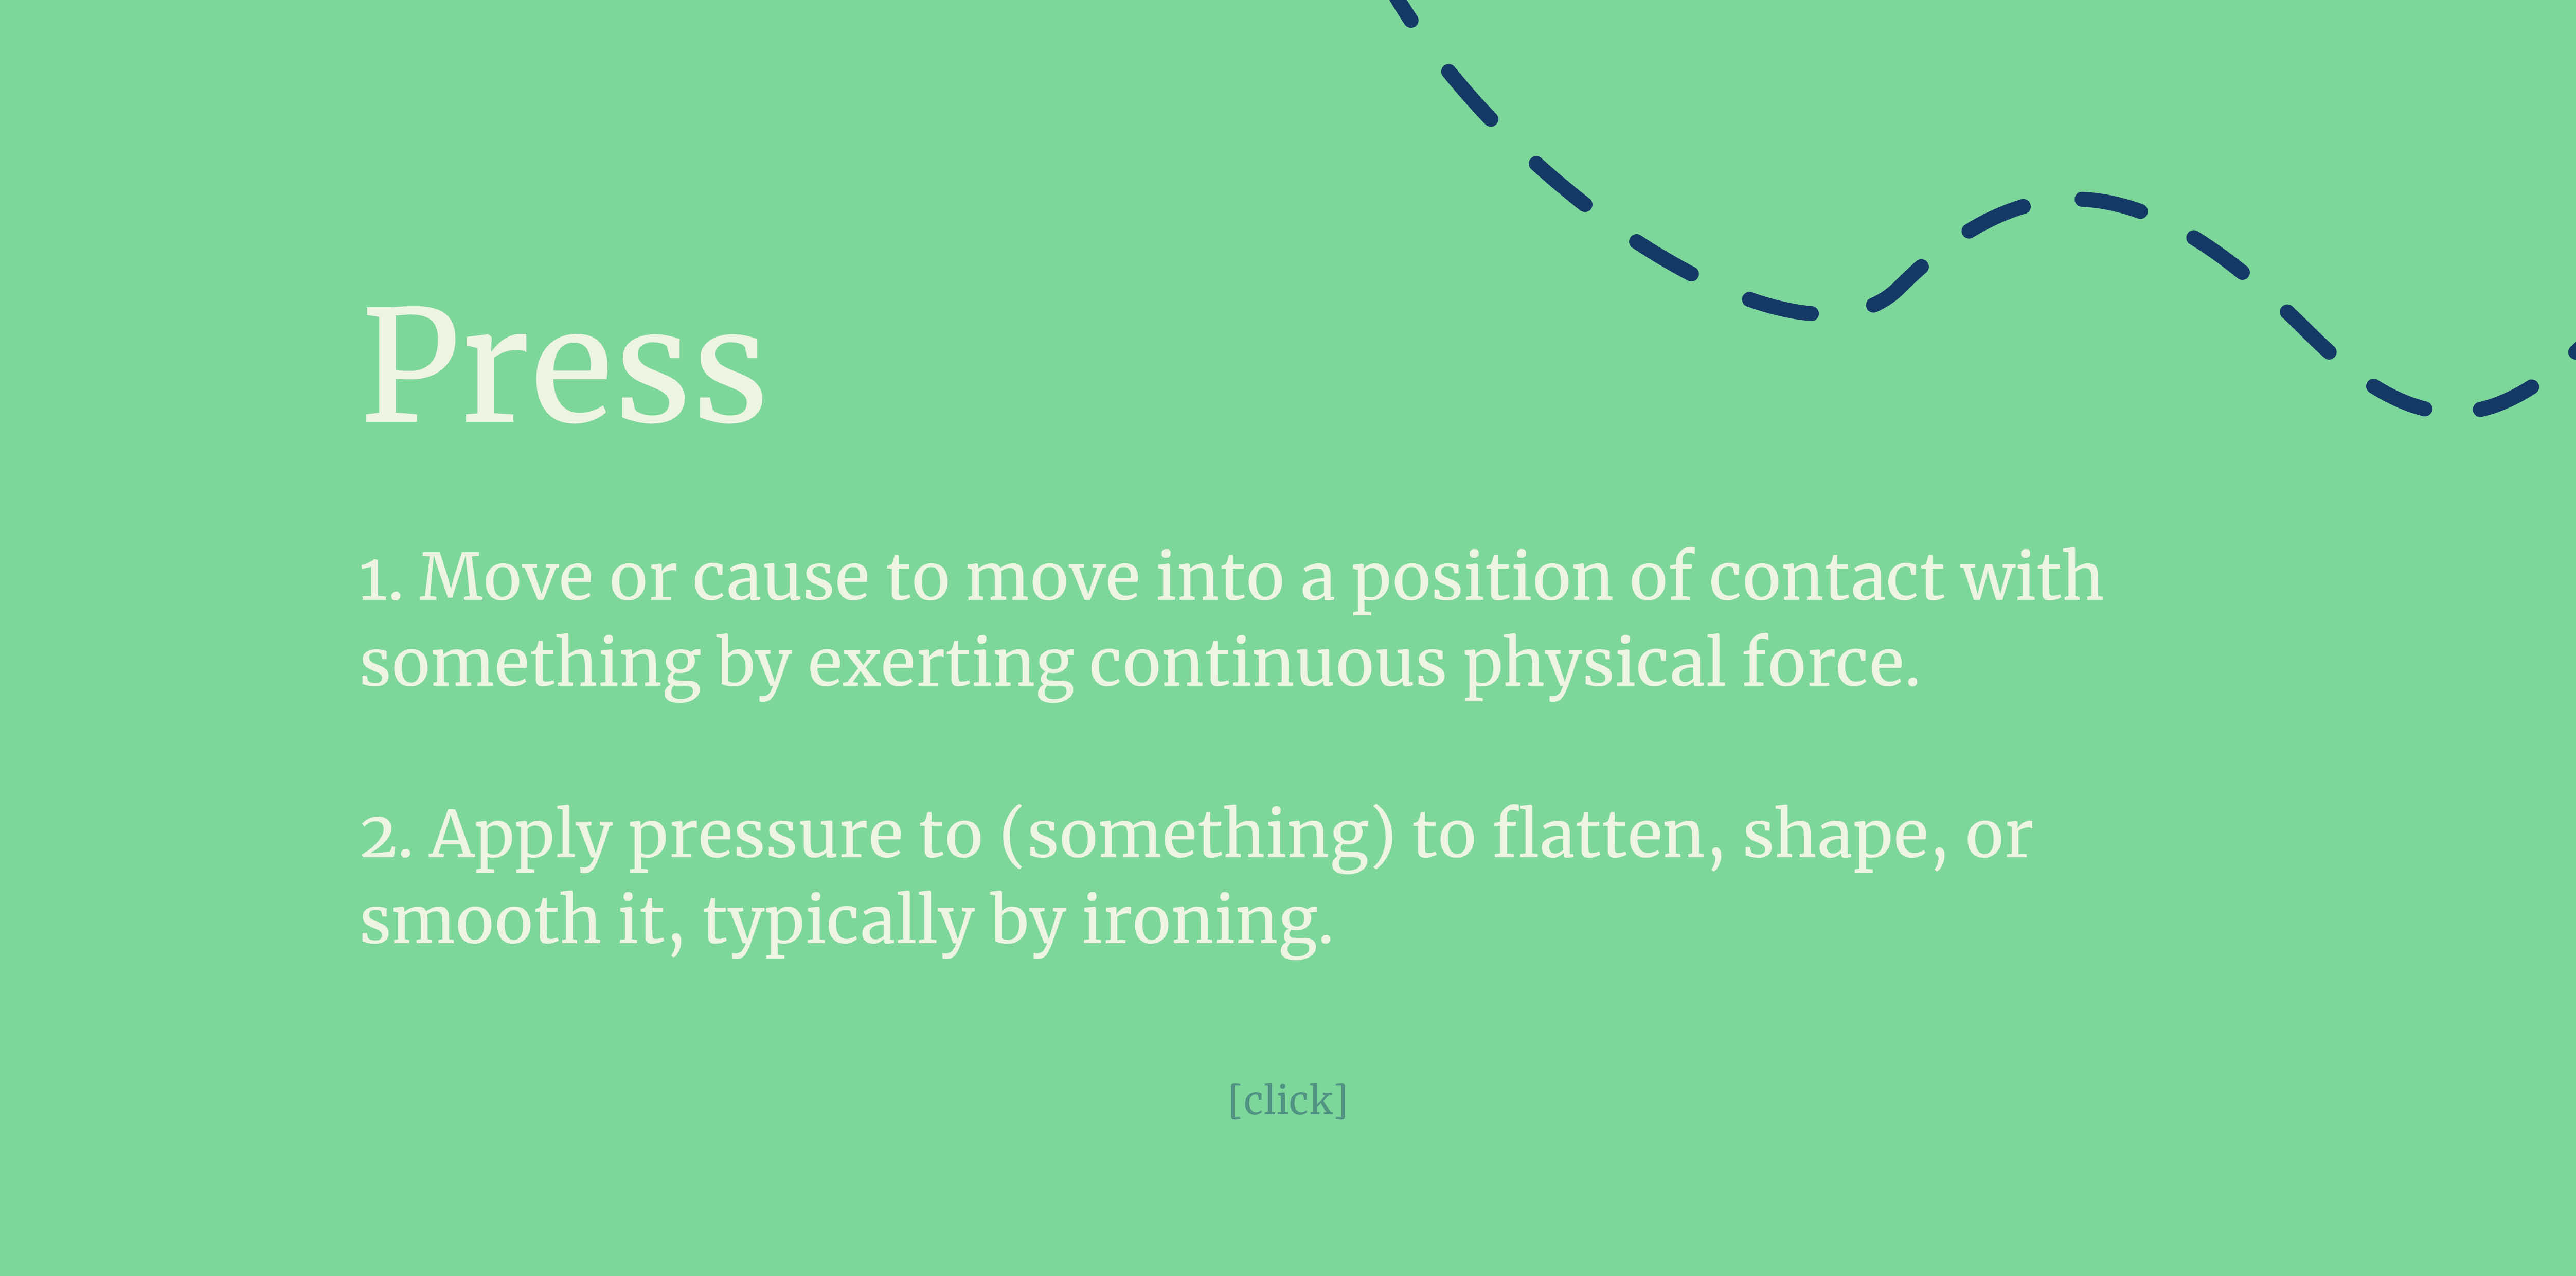 Press
1. Move or cause to move into a position of contact with
something by exerting continuous physical force.
2. Apply pressure to (something) to flatten, shape, or
smooth it, typically by ironing.
[click]